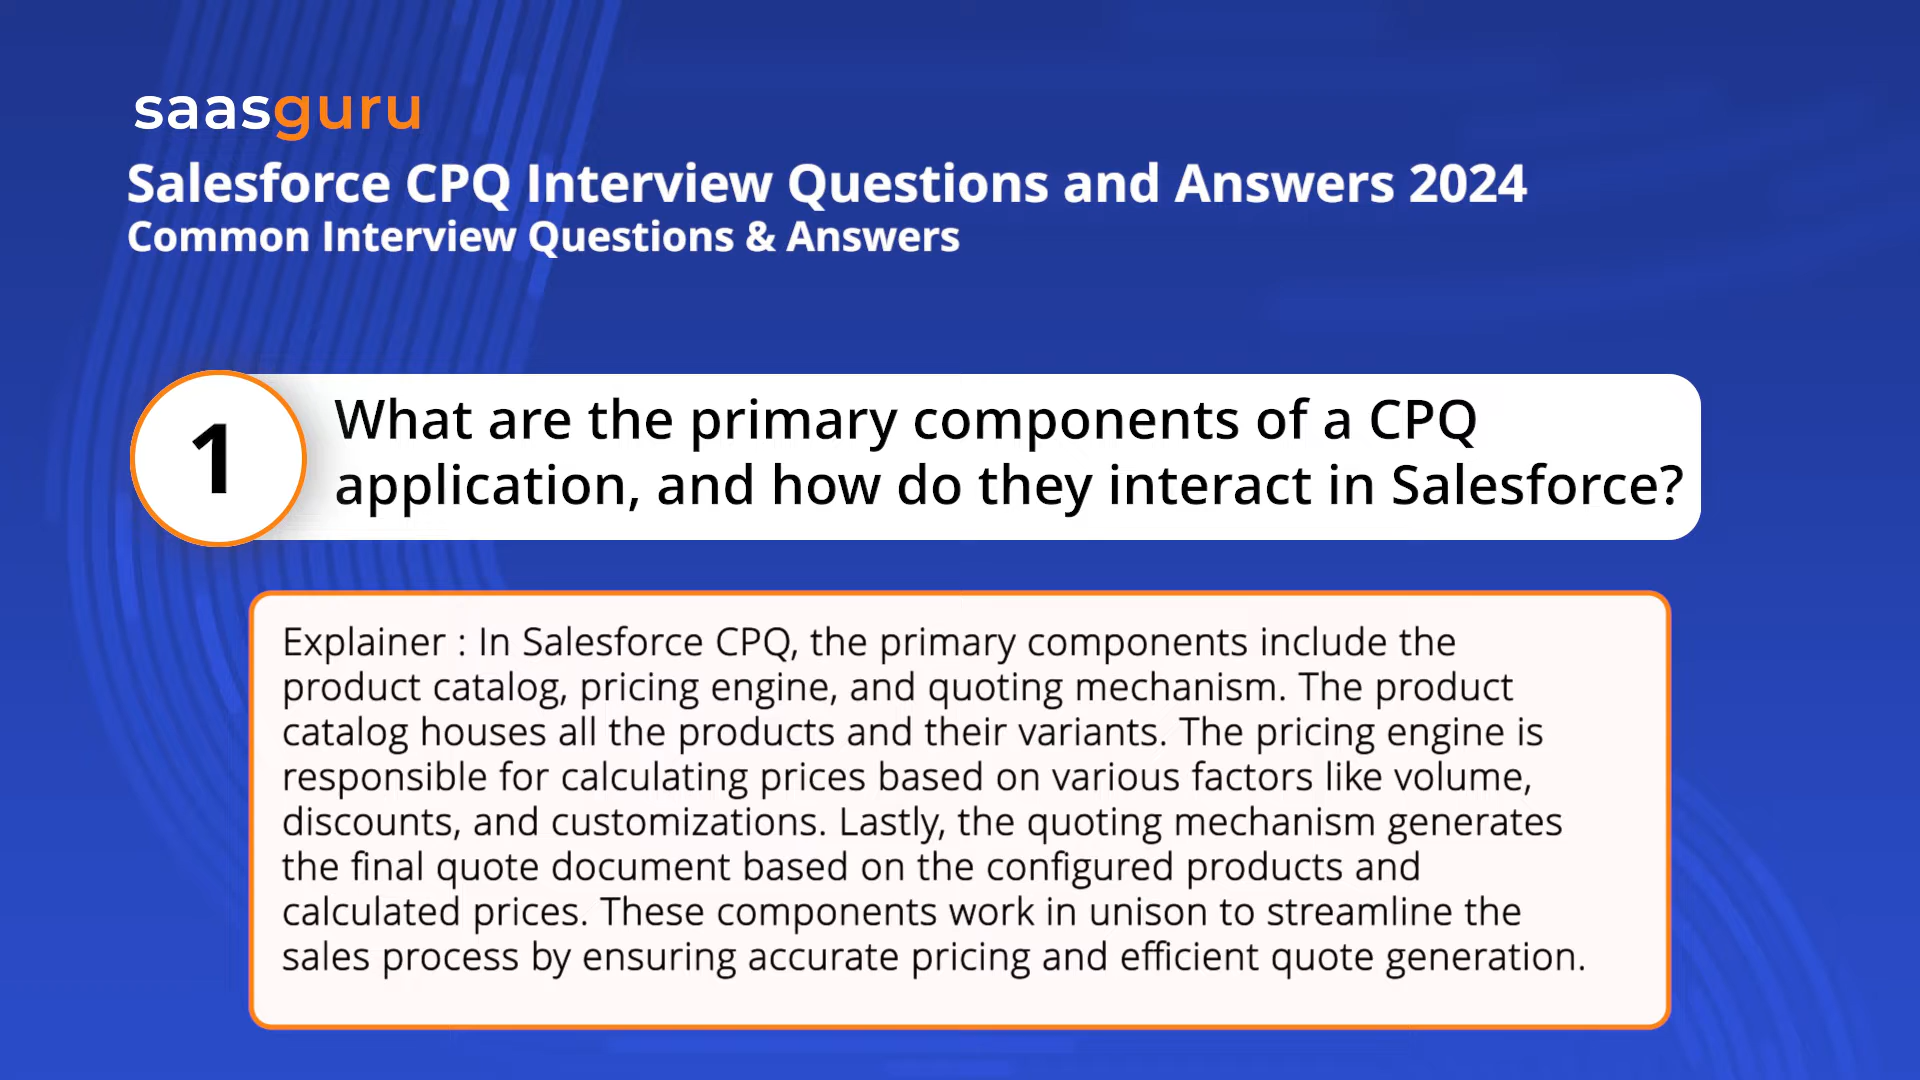 saasguru
Salesforce CPQ Interview Questions and Answers 2024
Common Interview Questions & Answers
1
What are the primary components of a CPQ
application, and how do they interact in Salesforce?
Explainer : In Salesforce CPQ, the primary components include the
product catalog, pricing engine, and quoting mechanism. The product
catalog houses all the products and their variants. The pricing engine is
responsible for calculating prices based on various factors like volume,
discounts, and customizations. Lastly, the quoting mechanism generates
the final quote document based on the configured products and
calculated prices. These components work in unison to streamline the
sales process by ensuring accurate pricing and efficient quote generation.